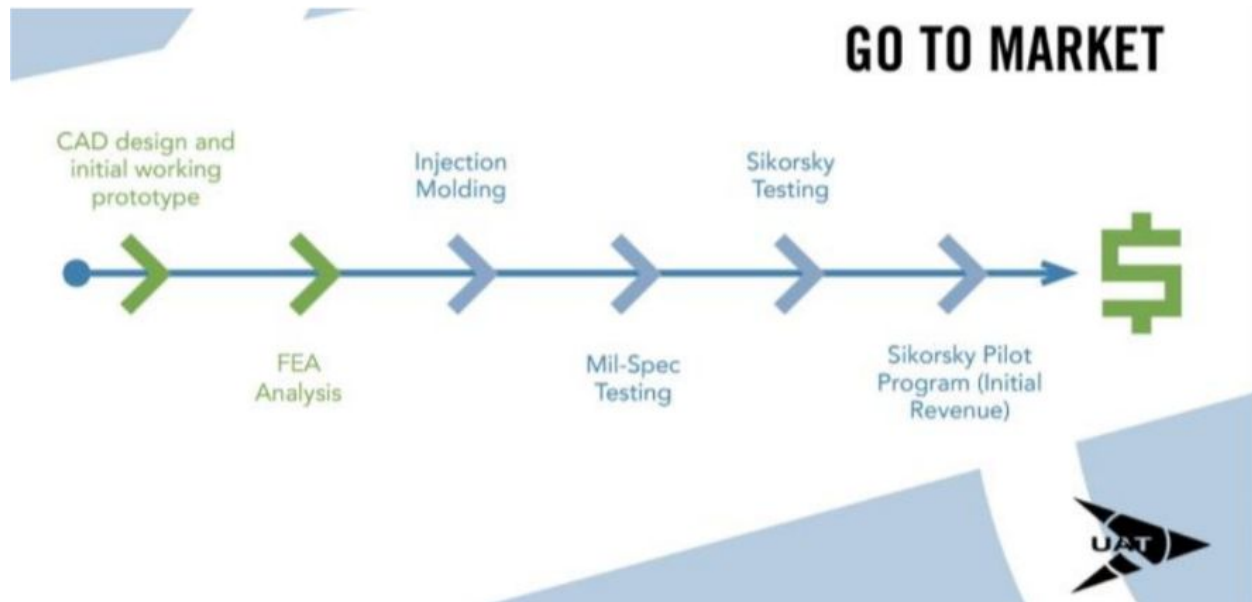 GO TO MARKET
CAD design and
initial working
prototype
FEA
Analysis
Injection
Molding
Mil-Spec
Testing
Sikorsky
Testing
Sikorsky Pilot
Program (Initial
Revenue)
$
UAT